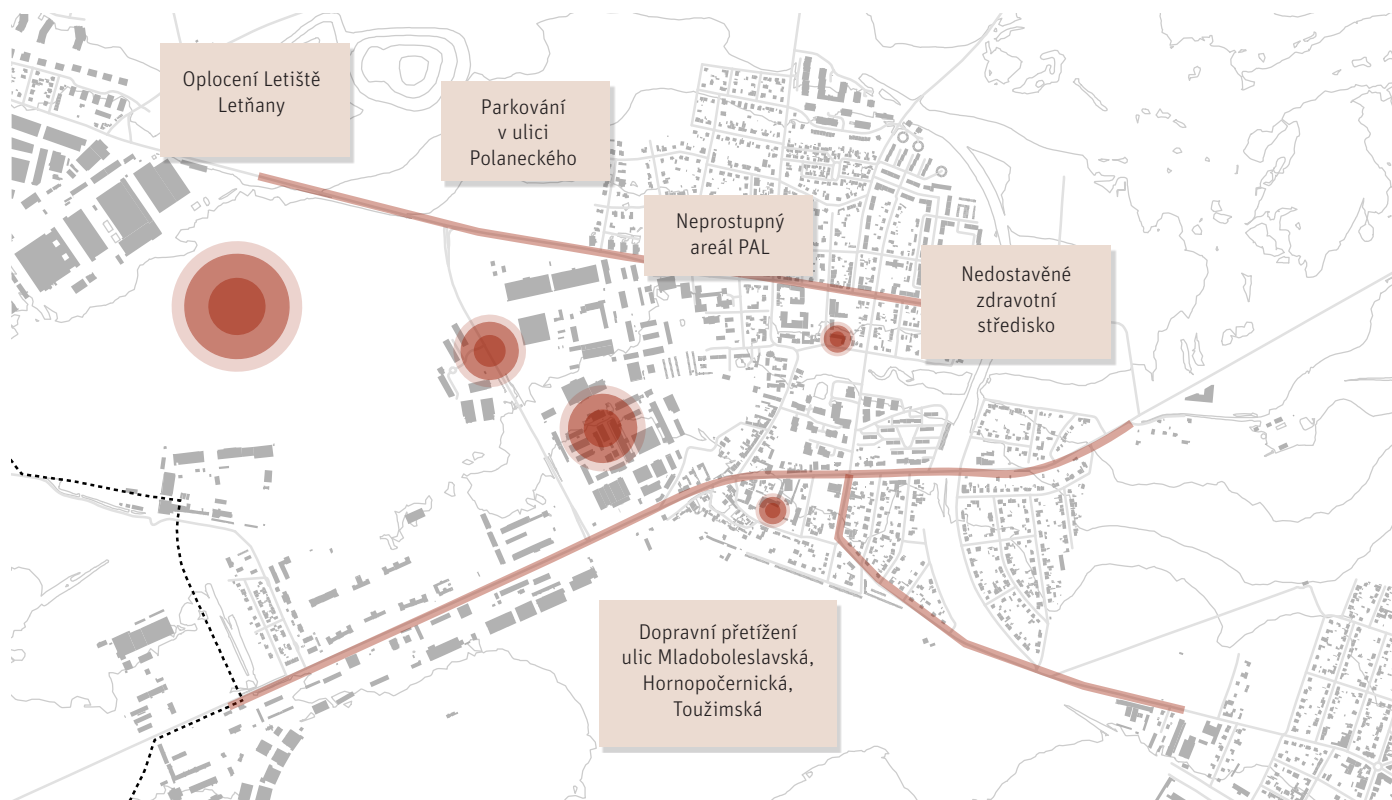 Oplocení Letiště
Letňany
Parkování
v ulici
Polaneckého
Neprostupný
areál PAL
Nedostavěné
zdravotní
středisko
Dopravní přetížení
ulic Mladoboleslavská,
Hornopočernická,
Toužimská